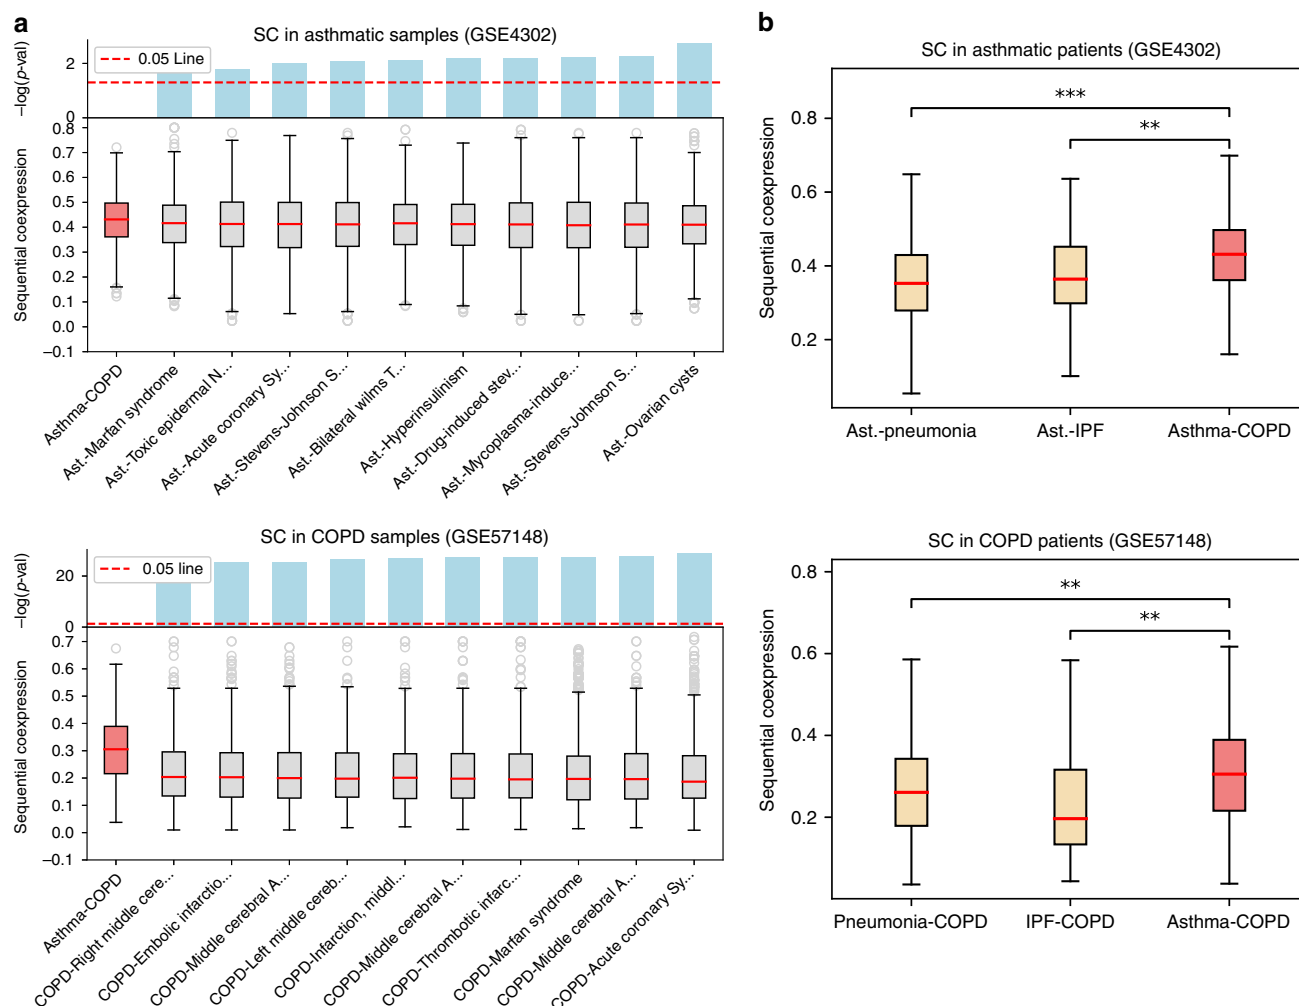 a
SC in asthmatic samples (GSE4302)
–log(p-val)
2
0
0.05 Line
Sequential coexpression
0.8
0.7
0.6
0.5
0.4
0.3
0.2
0.1
0.0
–0.1
Asthma-COPD
Ast.-Marfan syndrome
Ast.-Toxic epidermal N...
Ast.-Acute coronary Sy...
Ast.-Stevens-Johnson S...
Ast.-Bilateral wilms T...
Ast.-Hyperinsulinism
Ast.-Drug-induced stev...
Ast.-Mycoplasma-induce...
Ast.-Stevens-Johnson S...
Ast.-Ovarian cysts
SC in COPD samples (GSE57148)
–log(p-val)
20
0
0.05 line
Sequential coexpression
0.7
0.6
0.5
0.4
0.3
0.2
0.1
0.0
–0.1
Asthma-COPD
COPD-Right middle cere...
COPD-Embolic infarctio...
COPD-Middle cerebral A...
COPD-Left middle cereb...
COPD-Infarction, middl...
COPD-Middle cerebral A...
COPD-Thrombotic infarc...
COPD-Marfan syndrome
COPD-Middle cerebral A...
COPD-Acute coronary Sy...
b
SC in asthmatic patients (GSE4302)
Sequential coexpression
0.8
0.6
0.4
0.2
***
**
Ast.-pneumonia
Ast.-IPF
Asthma-COPD
SC in COPD patients (GSE57148)
Sequential coexpression
0.8
0.6
0.4
0.2
**
**
Pneumonia-COPD
IPF-COPD
Asthma-COPD